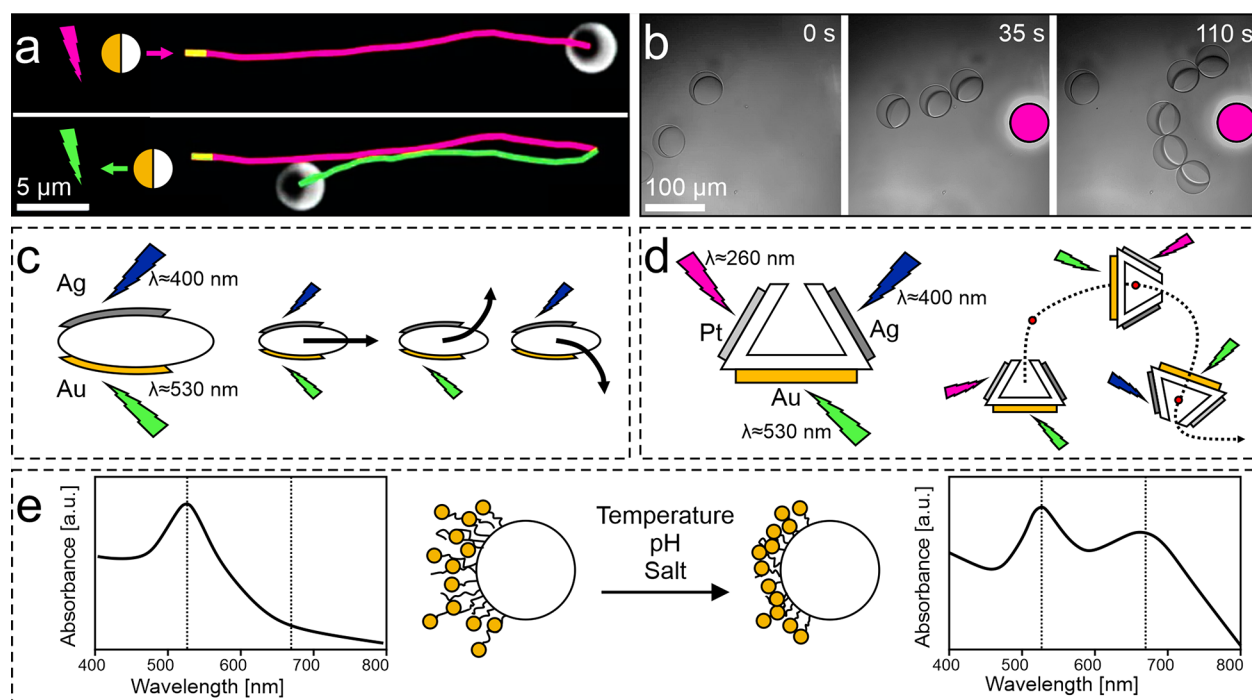 a
5 μm
b
0 s
35 s
110 s
100 μm
c
Ag
λ≈400 nm
Au
λ≈530 nm
d
λ≈260 nm
λ≈400 nm
Pt
Ag
Au
λ≈530 nm
e
Absorbance [a.u.]
400 500 600 700 800
Wavelength [nm]
Temperature
pH
Salt
Absorbance [a.u.]
400 500 600 700 800
Wavelength [nm]